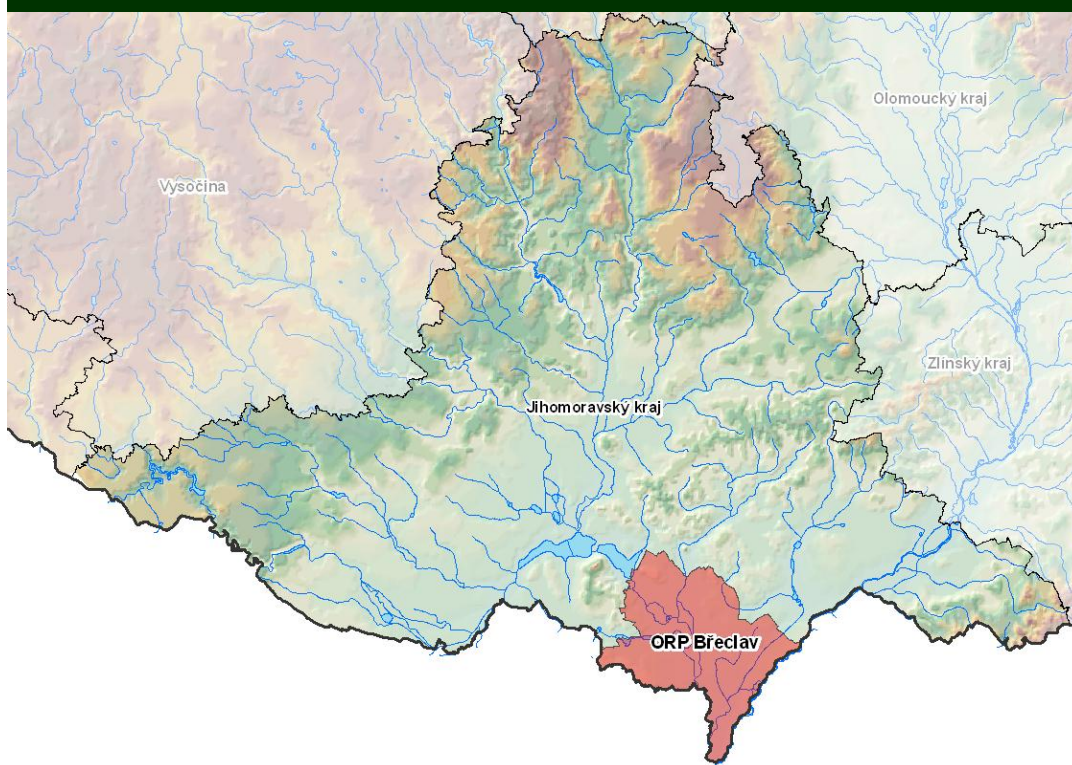 Olomoucký kraj
Vysočina
Zlínský kraj
Jihomoravský kraj
ORP Břeclav